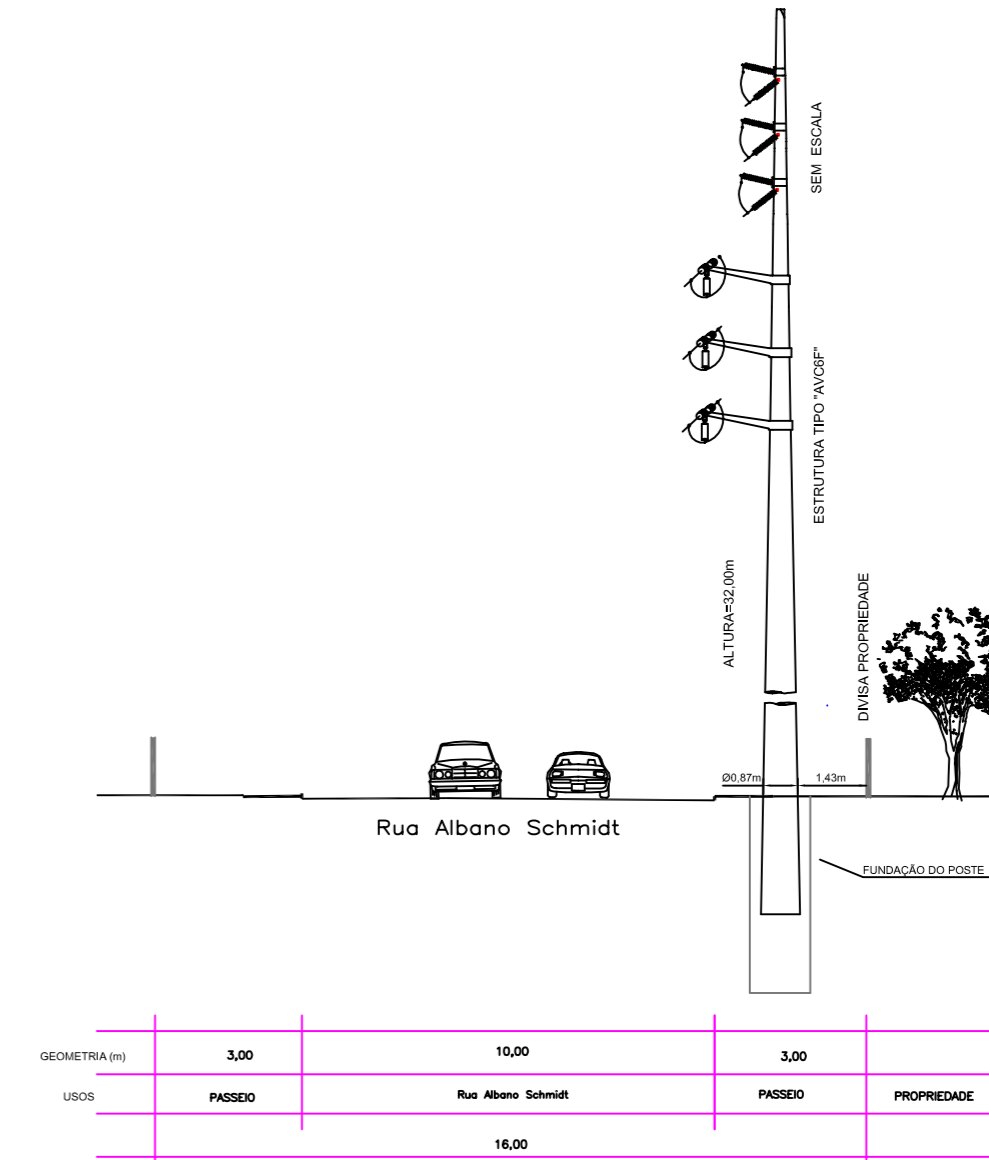 SEM ESCALA
ESTRUTURA TIPO "AVC6F"
ALTURA=32,00m
DIVISA PROPRIEDADE
Ø0,87m
1,43m
Rua Albano Schmidt
FUNDAÇÃO DO POSTE
GEOMETRIA (m) 3,00 10,00 3,00
USOS PASSEIO Rua Albano Schmidt PASSEIO PROPRIEDADE
16,00